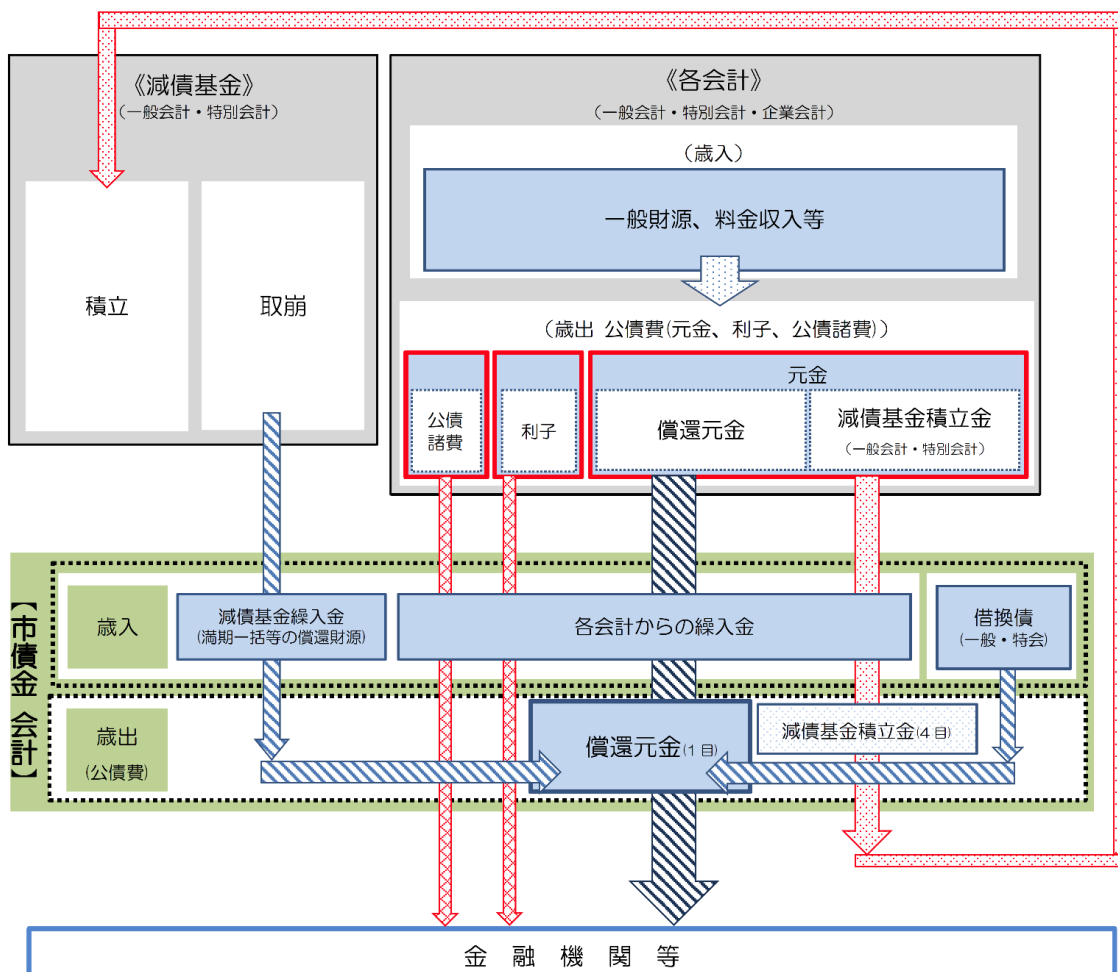 《減債基金》
(一般会計・特別会計)
積立
取崩
《各会計》
(一般会計・特別会計・企業会計)
(歳入)
一般財源、料金収入等
(歳出 公債費(元金、利子、公債諸費))
公債
諸費
利子
元金
償還元金
減債基金積立金
(一般会計・特別会計)
【市債金 会計】
歳入
減債基金繰入金
(満期一括等の償還財源)
各会計からの繰入金
借換債
(一般・特会)
歳出
(公債費)
償還元金(1目)
減債基金積立金(4目)
金融機関等